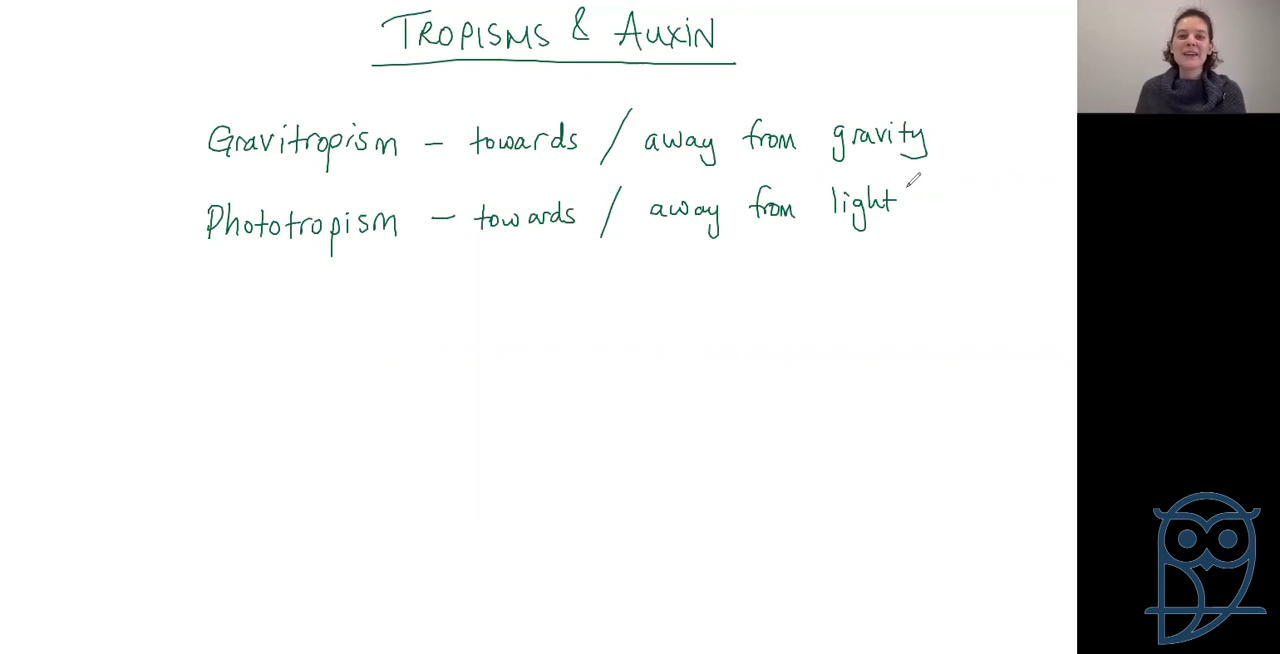 TROPISMS & AUXIN
Gravitropism - towards / away from gravity
Phototropism - towards / away from light